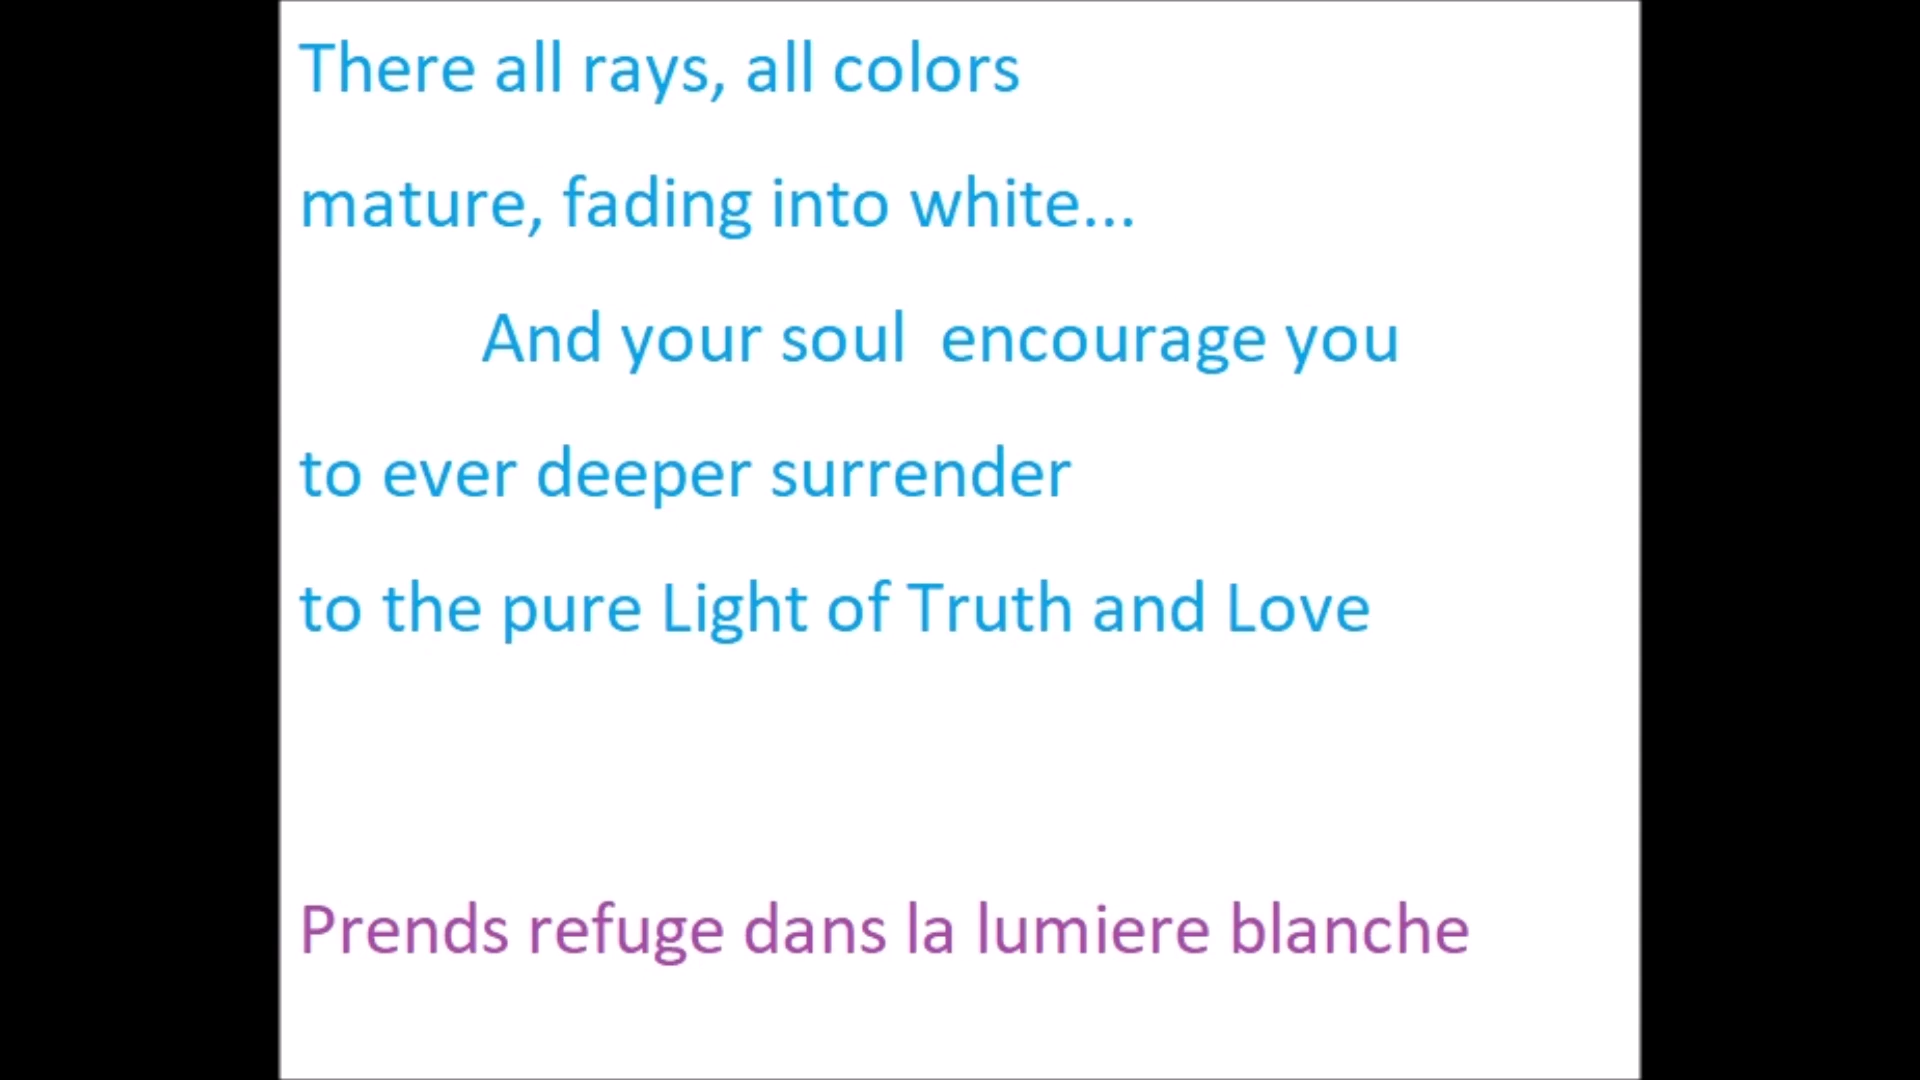 There all rays, all colors
mature, fading into white...
And your soul  encourage you
to ever deeper surrender
to the pure Light of Truth and Love
Prends refuge dans la lumiere blanche